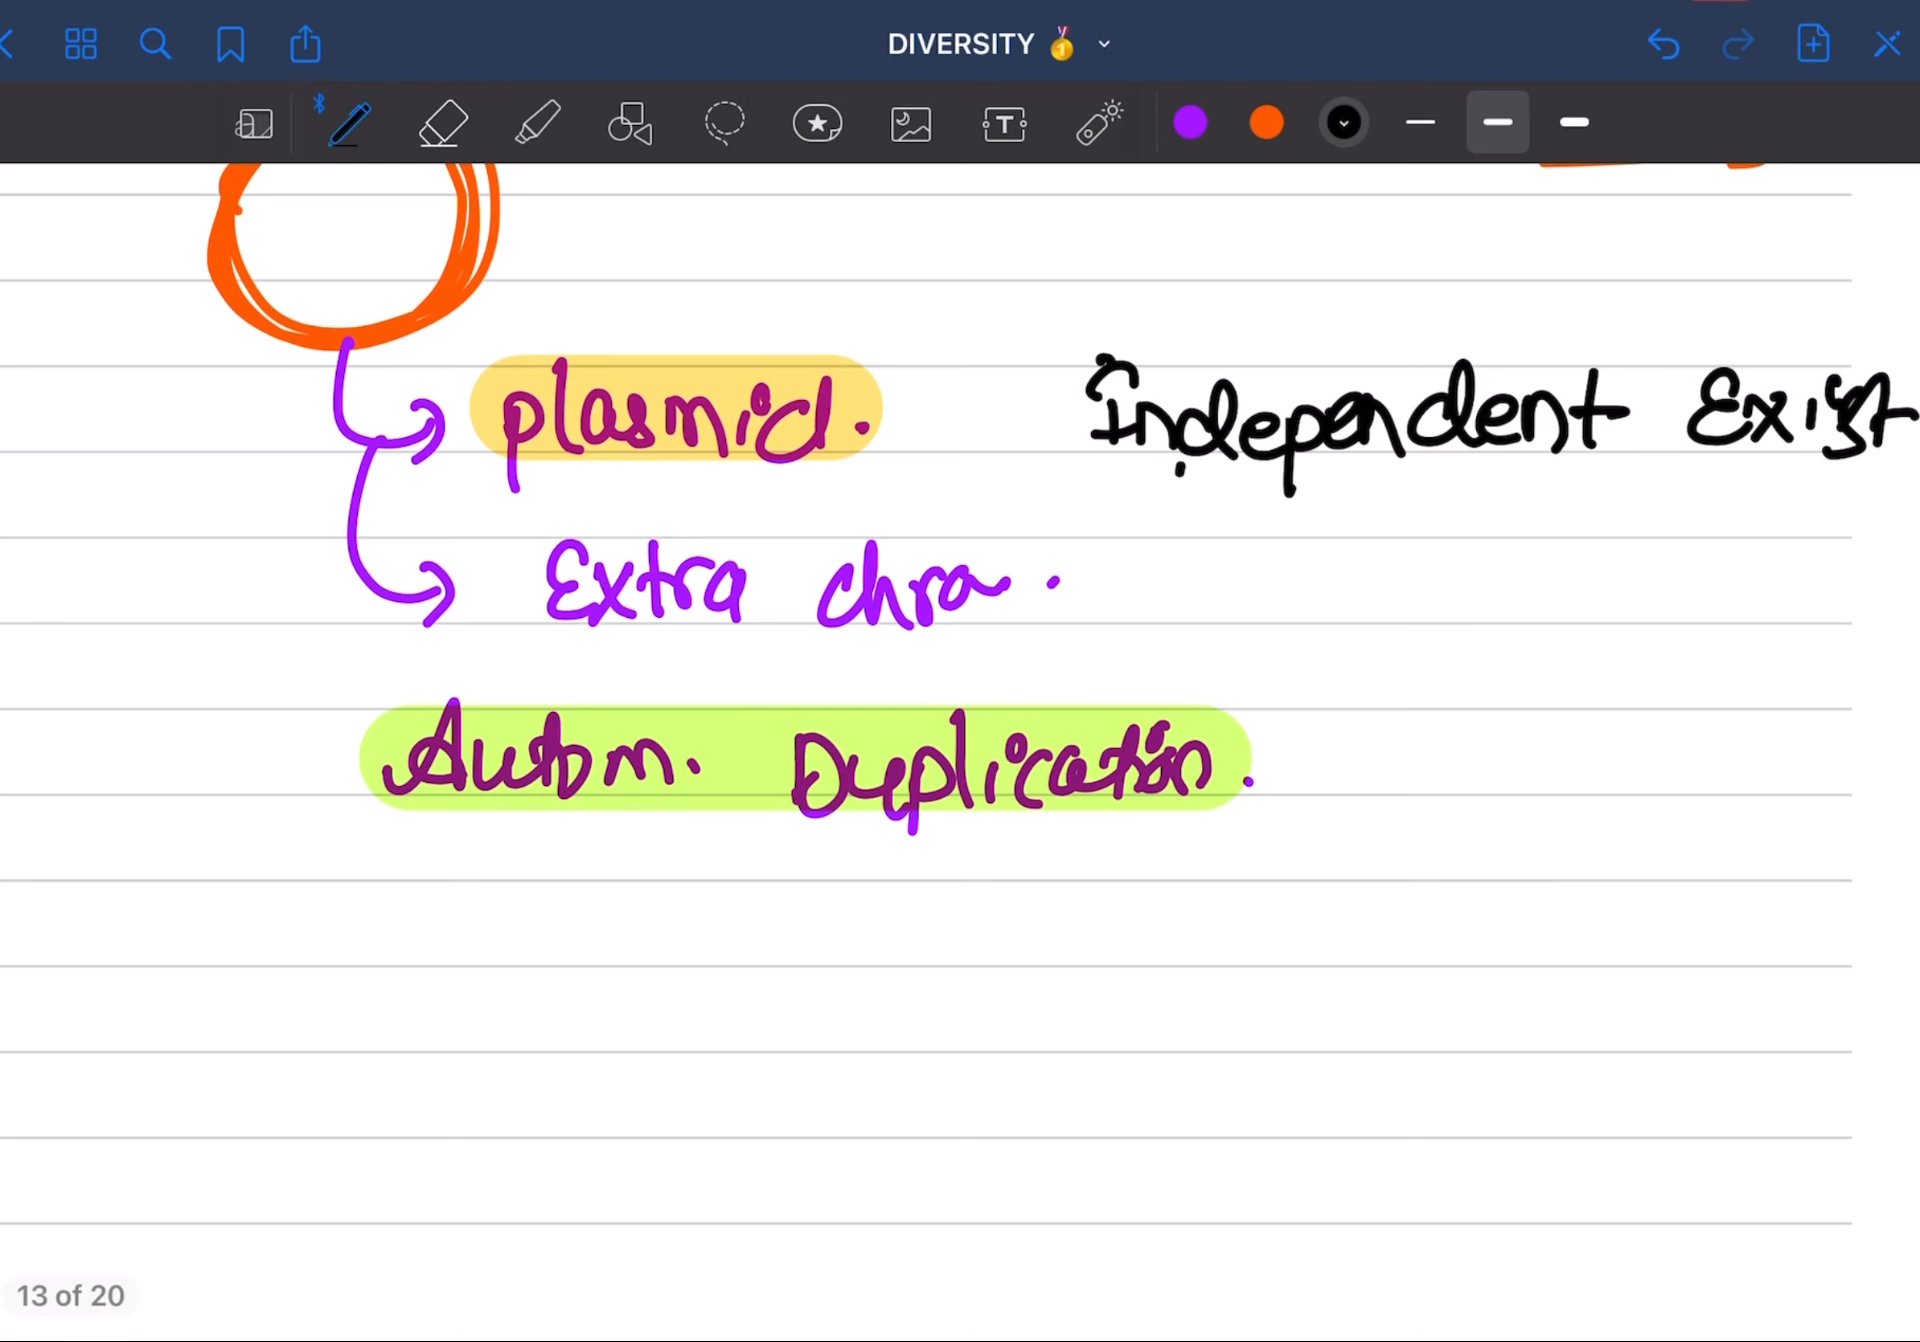 DIVERSITY 🏅
plasmid. Independent Exist
Extra chro.
Autom. Duplication.
13 of 20